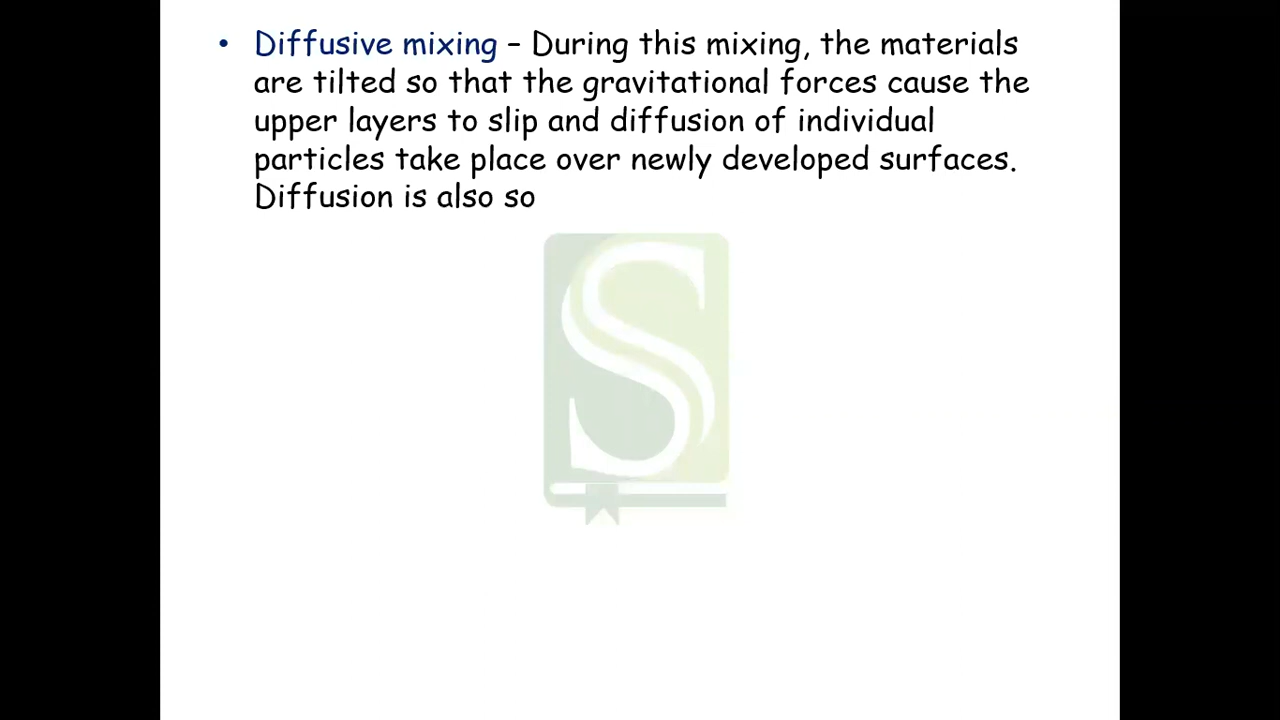 • Diffusive mixing – During this mixing, the materials
are tilted so that the gravitational forces cause the
upper layers to slip and diffusion of individual
particles take place over newly developed surfaces.
Diffusion is also so
S